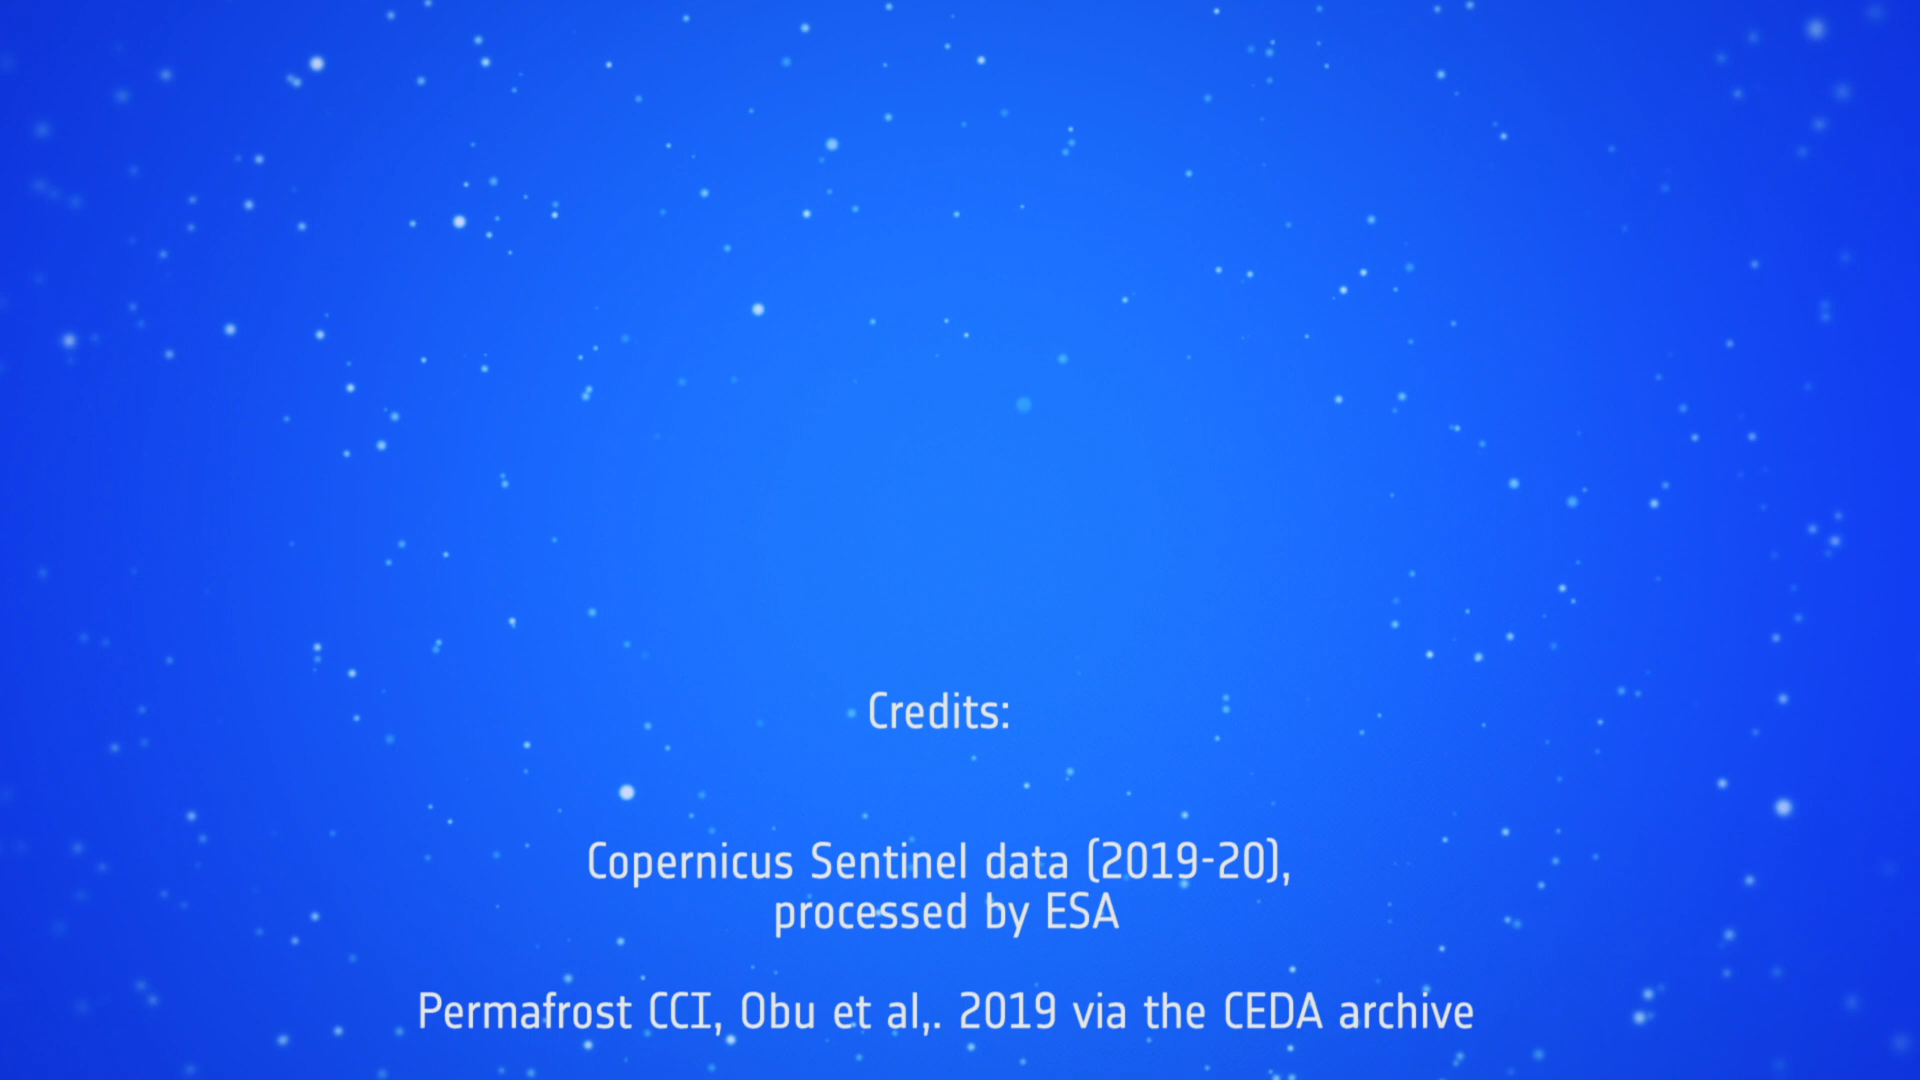 Credits:
Copernicus Sentinel data (2019-20),
processed by ESA
Permafrost CCI, Obu et al,. 2019 via the CEDA archive